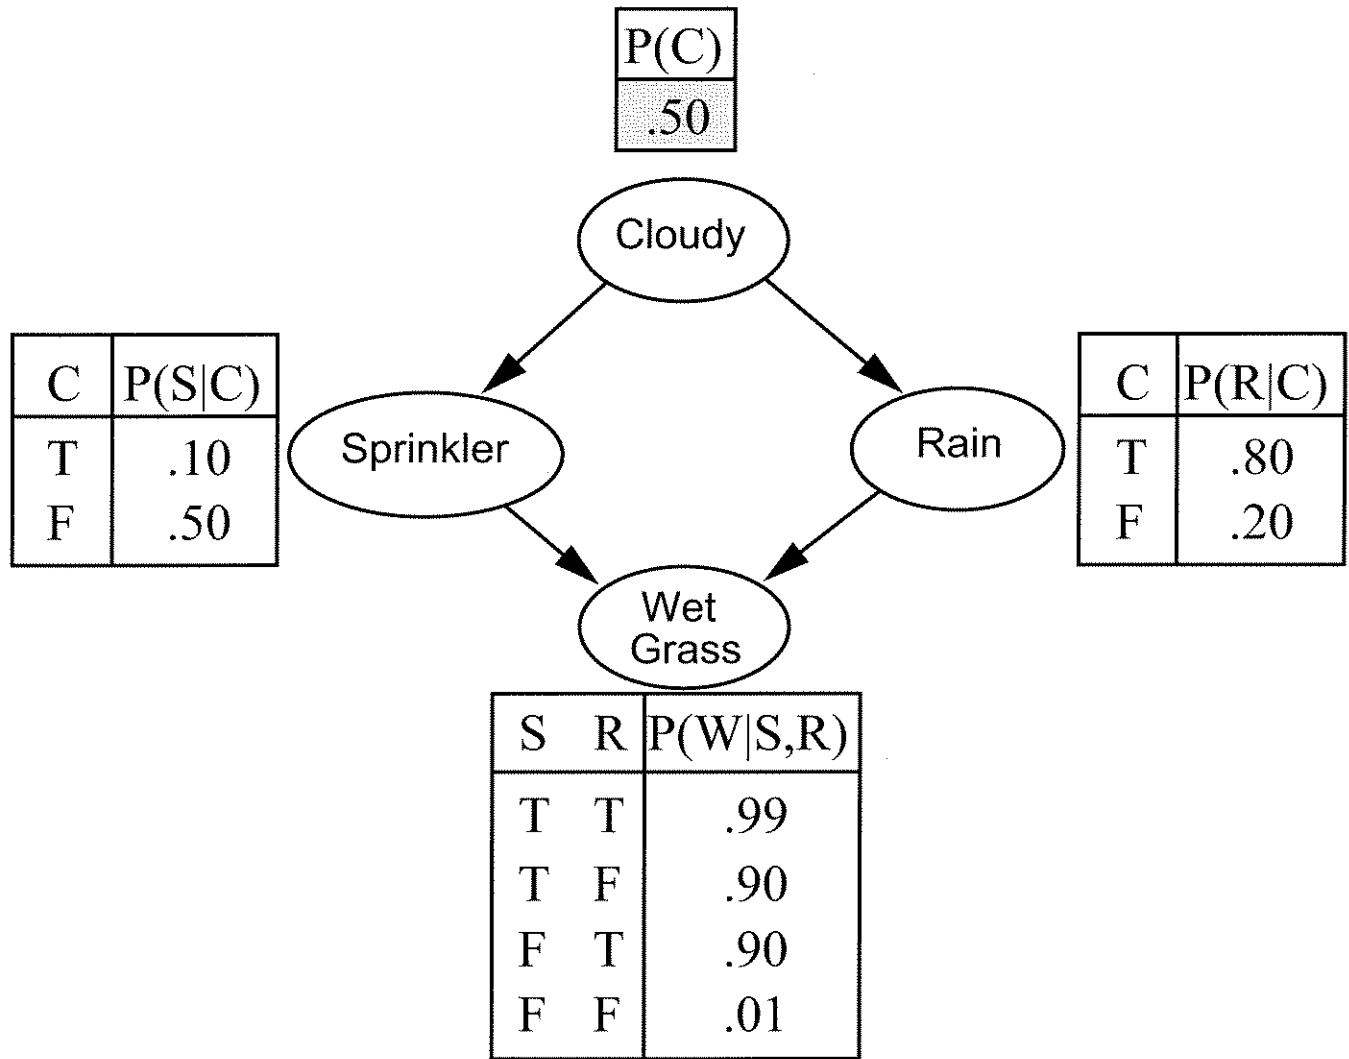 P(C)
.50
Cloudy
C P(S|C)
T .10
F .50
Sprinkler
Rain
C P(R|C)
T .80
F .20
Wet
Grass
S R P(W|S,R)
T T .99
T F .90
F T .90
F F .01